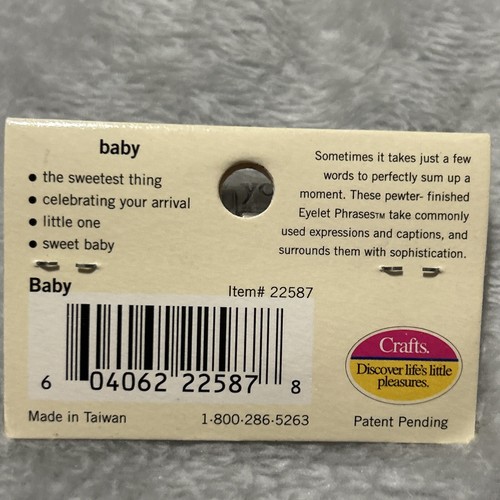 baby
• the sweetest thing
• celebrating your arrival
• little one
• sweet baby
Sometimes it takes just a few
words to perfectly sum up a
moment. These pewter- finished
Eyelet Phrases™ take commonly
used expressions and captions, and
surrounds them with sophistication.
Baby
Item# 22587
6 04062 22587 8
Crafts.
Discover life's little
pleasures.
Made in Taiwan
1-800-286-5263
Patent Pending